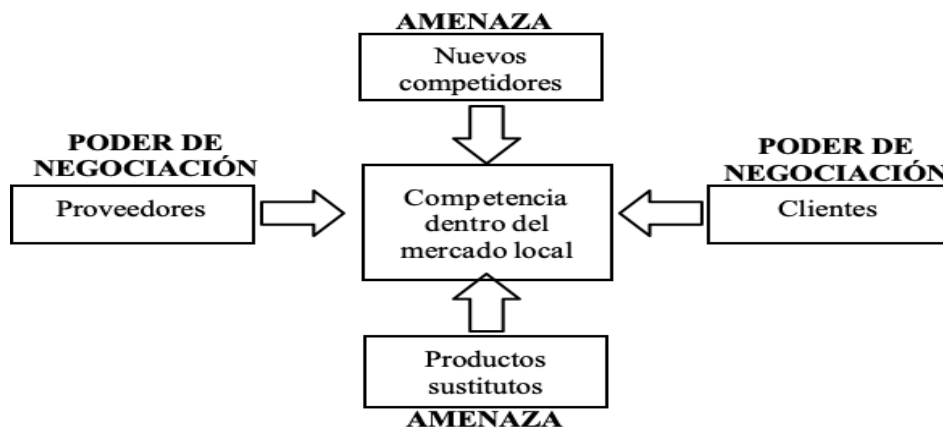 AMENAZA
Nuevos
competidores
PODER DE
NEGOCIACIÓN
Proveedores
Competencia
dentro del
mercado local
PODER DE
NEGOCIACIÓN
Clientes
Productos
sustitutos
AMENAZA